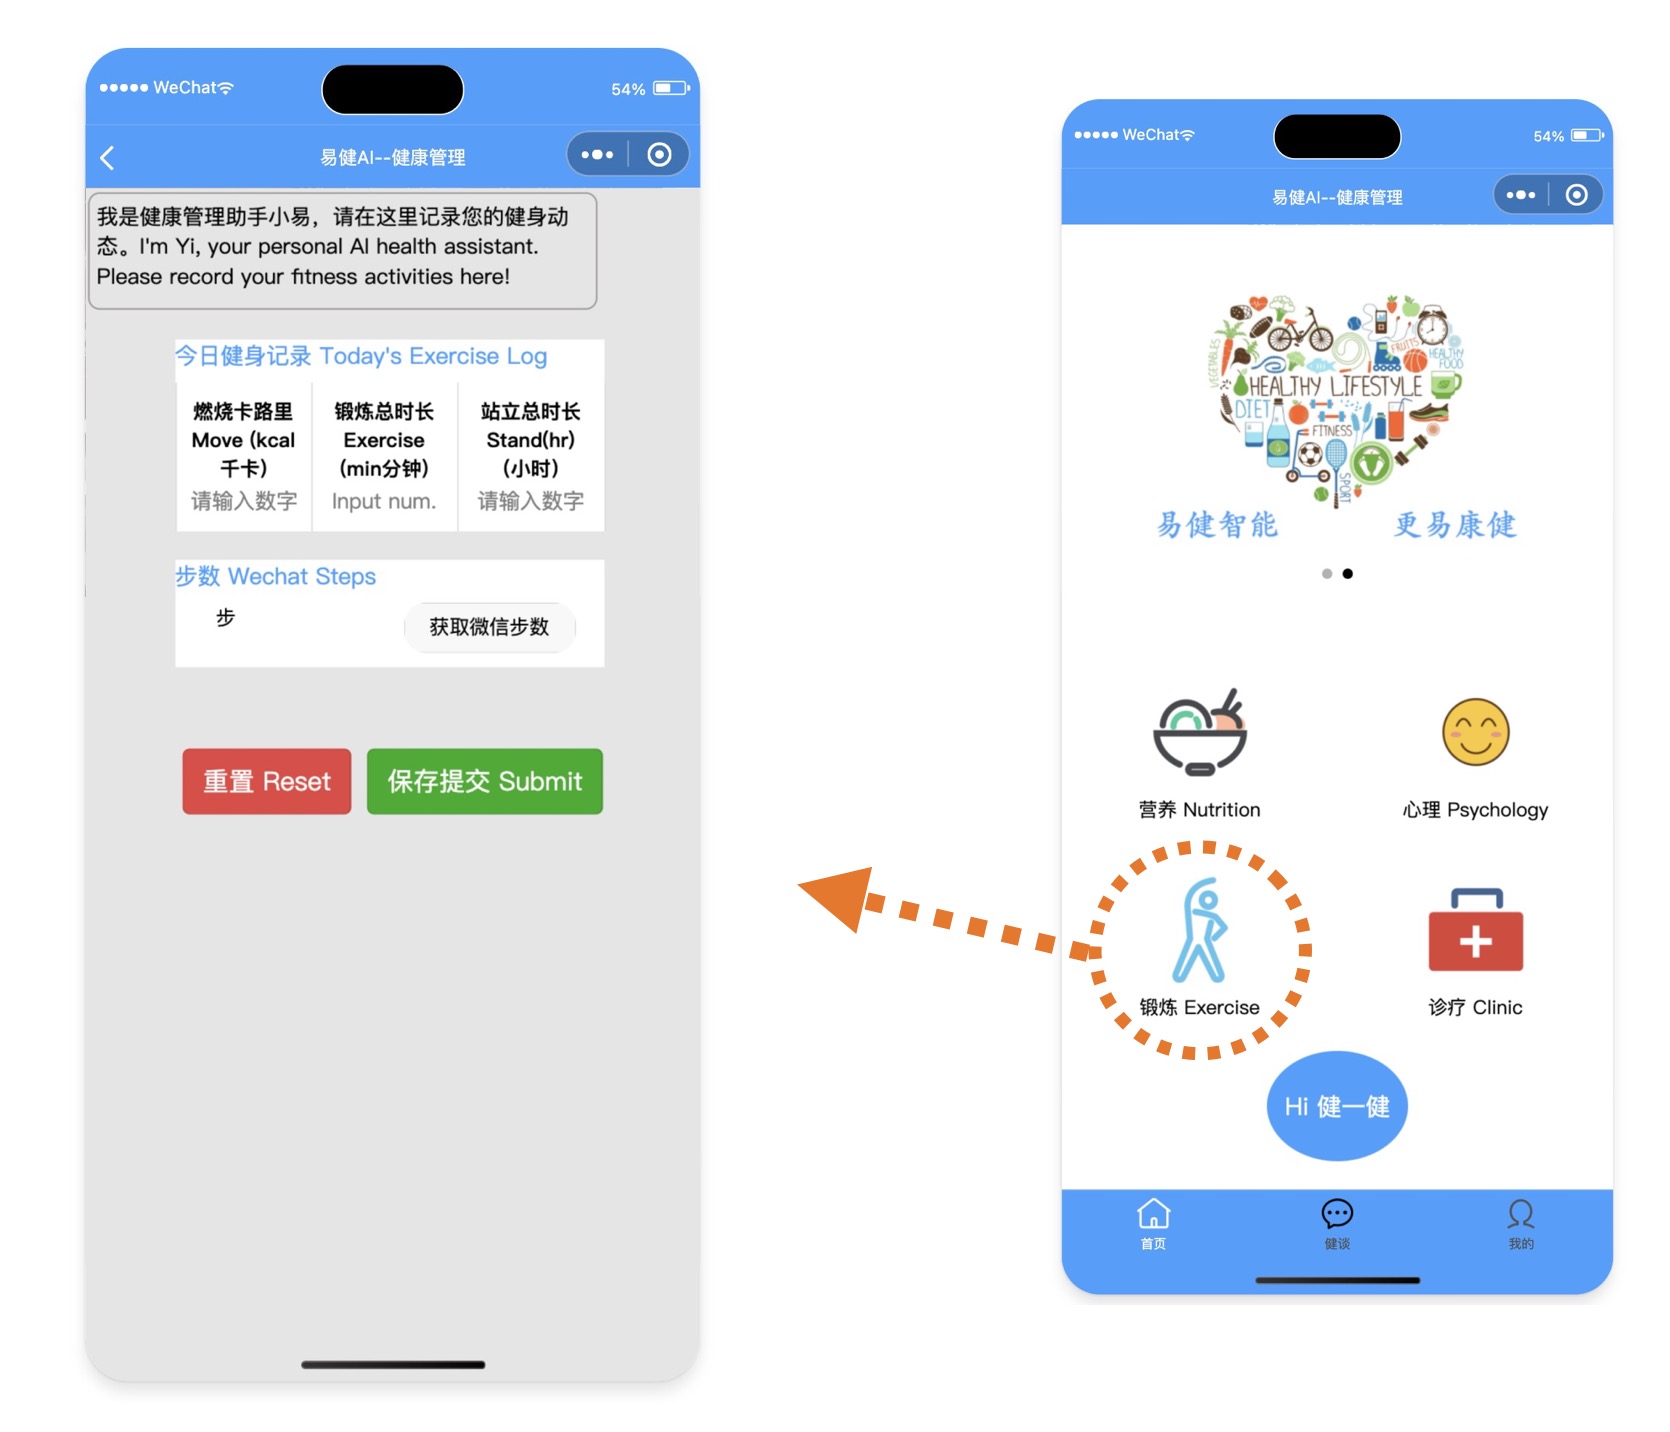 WeChat
54%
易健AI--健康管理
我是健康管理助手小易，请在这里记录您的健身动
态。I'm Yi, your personal AI health assistant.
Please record your fitness activities here!
今日健身记录 Today's Exercise Log
燃烧卡路里
Move (kcal
千卡)
请输入数字
锻炼总时长
Exercise
(min分钟)
Input num.
站立总时长
Stand(hr)
(小时)
请输入数字
步数 Wechat Steps
步
获取微信步数
重置 Reset
保存提交 Submit
WeChat
54%
易健AI--健康管理
VEGETABLES
FRUITS
HEALTHY
FOOD
HEALTHY LIFESTYLE
DIET
FITNESS
SPORT
易健智能
更易康健
营养 Nutrition
心理 Psychology
锻炼 Exercise
诊疗 Clinic
Hi 健一健
首页
健谈
我的